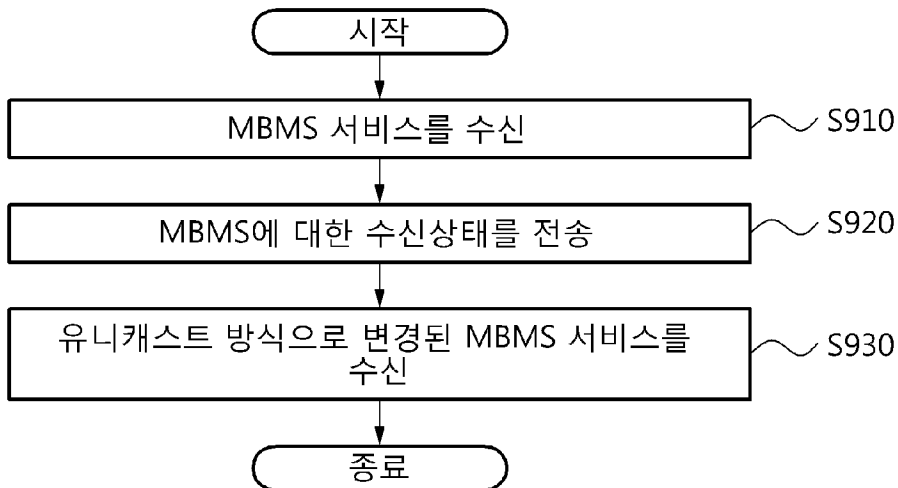 시작
MBMS 서비스를 수신
S910
MBMS에 대한 수신상태를 전송
S920
유니캐스트 방식으로 변경된 MBMS 서비스를
수신
S930
종료